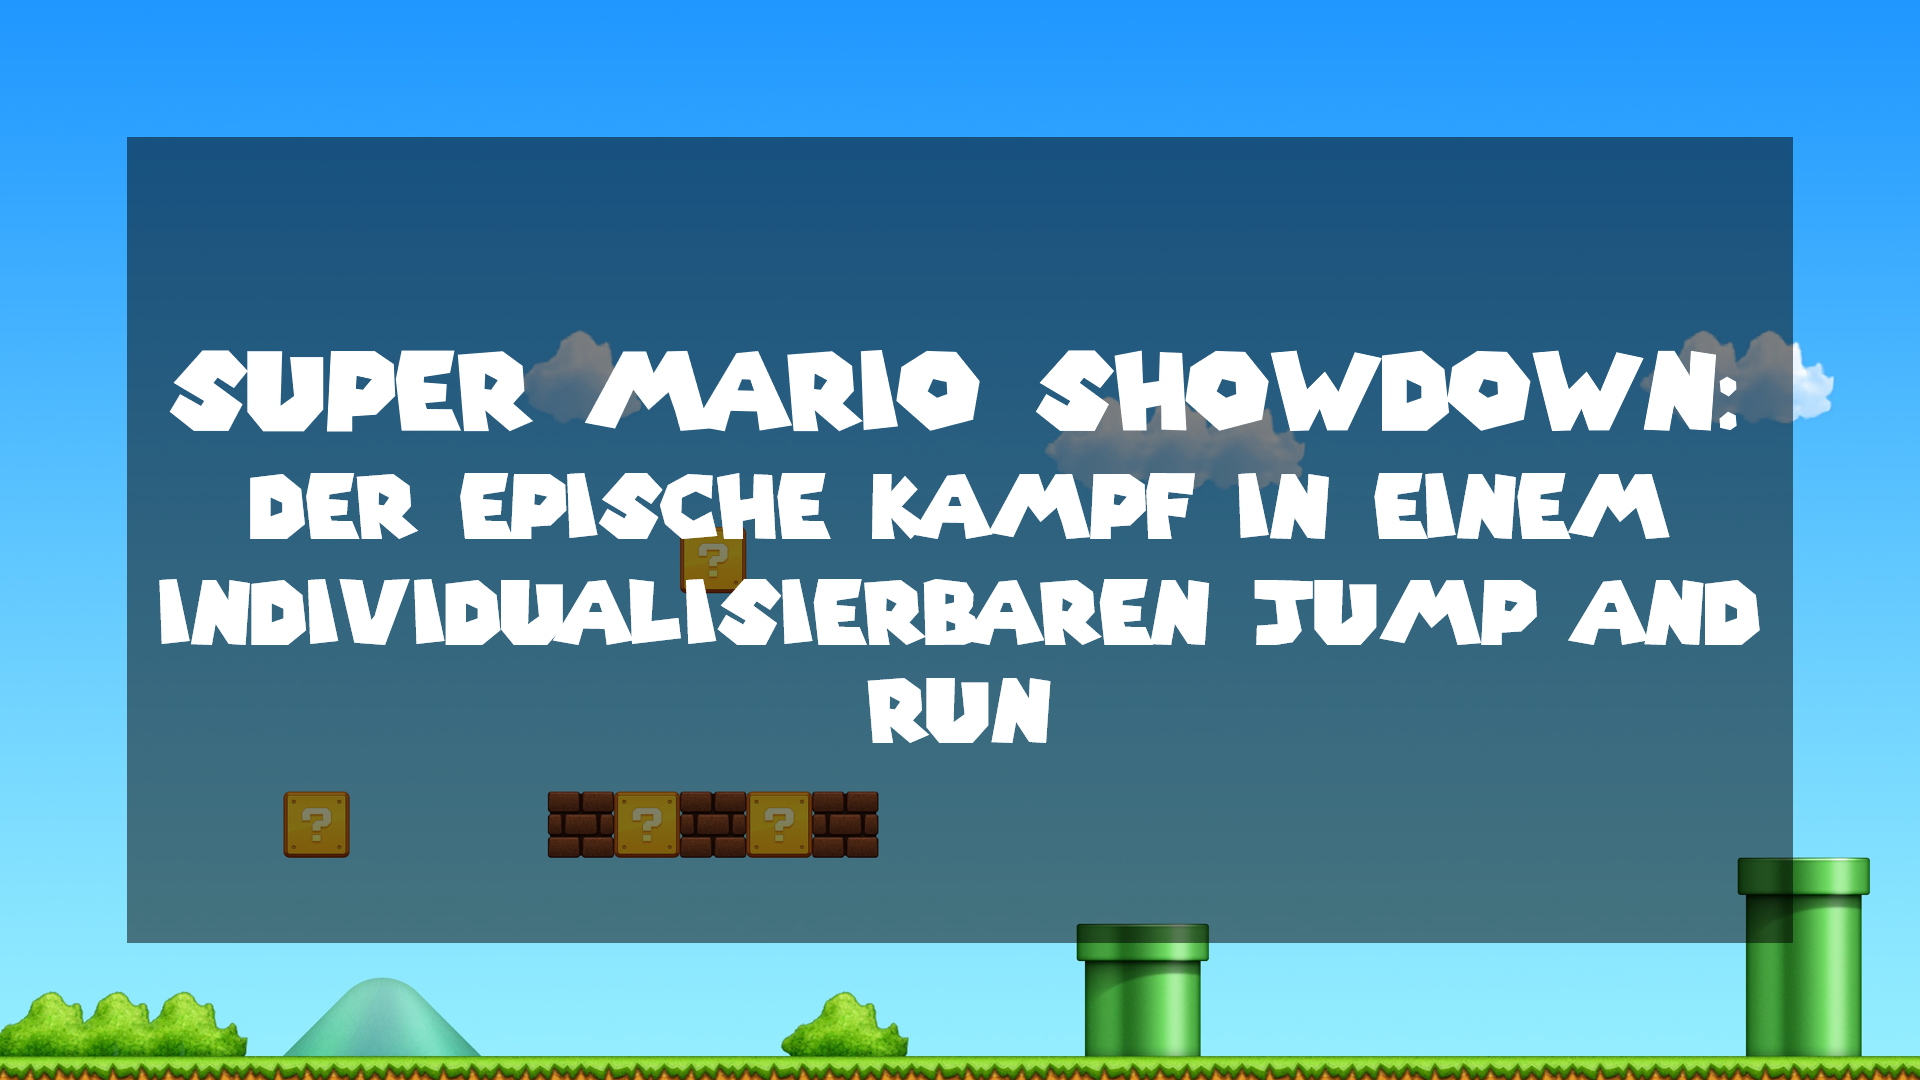 SUPER MARIO SHOWDOWN:
DER EPISCHE KAMPF IN EINEM
INDIVIDUALISIERBAREN JUMP AND
RUN
?
? ? ?